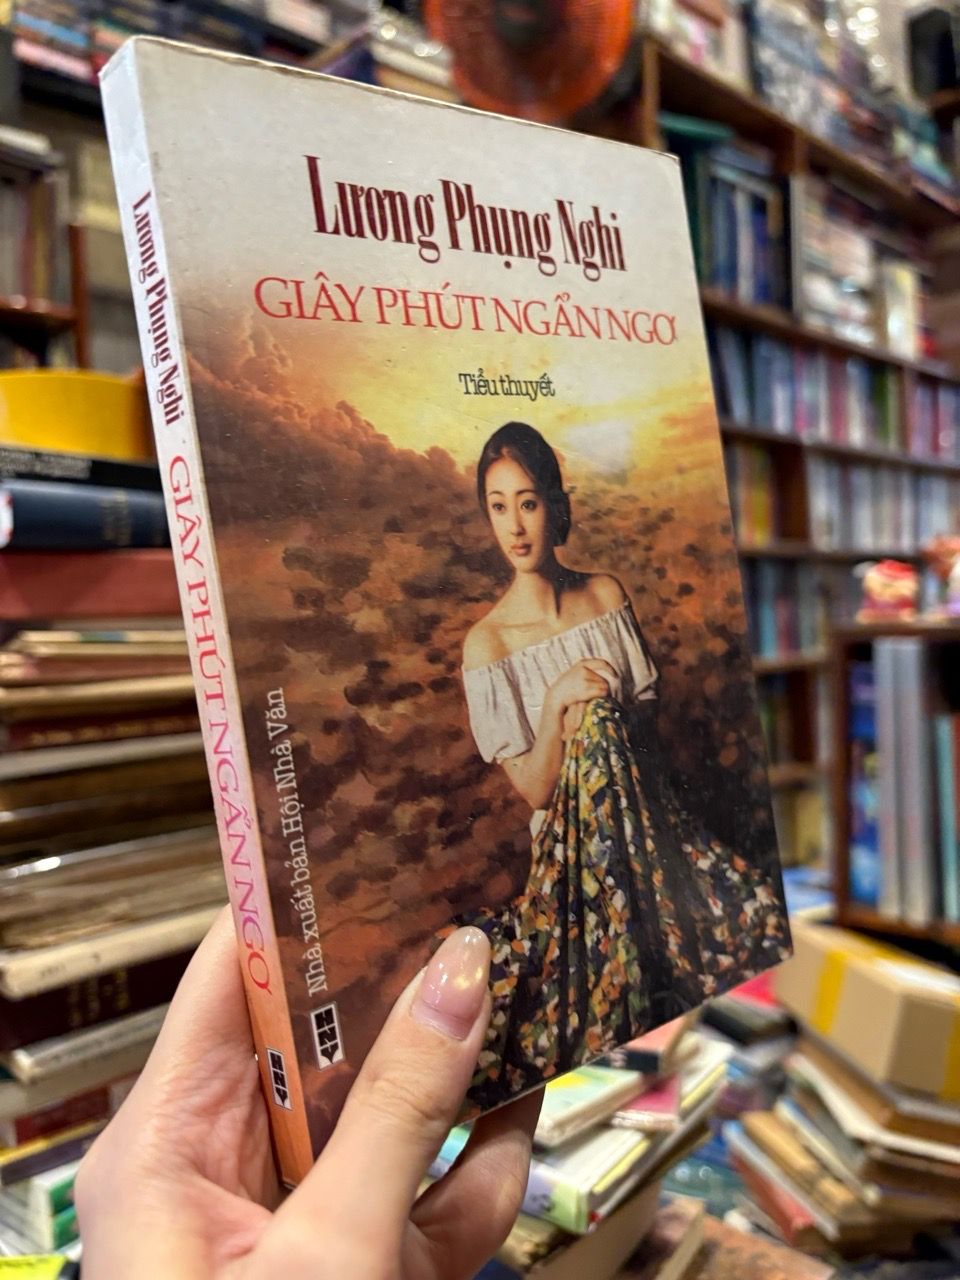 Lương Phụng Nghi
GIÂY PHÚT NGẨN NGƠ
Tiểu thuyết
Nhà xuất bản Hội Nhà Văn
Lương Phụng Nghi GIÂY PHÚT NGẨN NGƠ